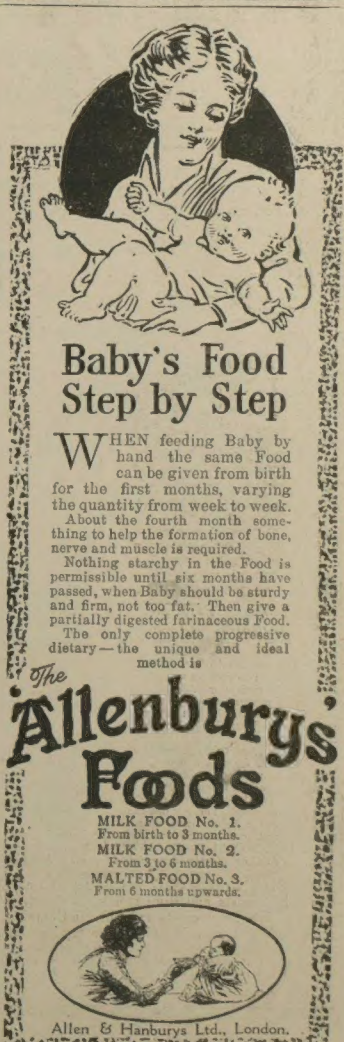 Baby's Food
Step by Step
WHEN feeding Baby by
hand the same Food
can be given from birth
for the first months, varying
the quantity from week to week.
About the fourth month some-
thing to help the formation of bone,
nerve and muscle is required.
Nothing starchy in the Food is
permissible until six months have
passed, when Baby should be sturdy
and firm, not too fat. Then give a
partially digested farinaceous Food.
The only complete progressive
dietary—the unique and ideal
method is
The
'Allenburys'
Foods
MILK FOOD No. 1.
From birth to 3 months.
MILK FOOD No. 2.
From 3 to 6 months.
MALTED FOOD No. 3.
From 6 months upwards.
Allen & Hanburys Ltd., London.